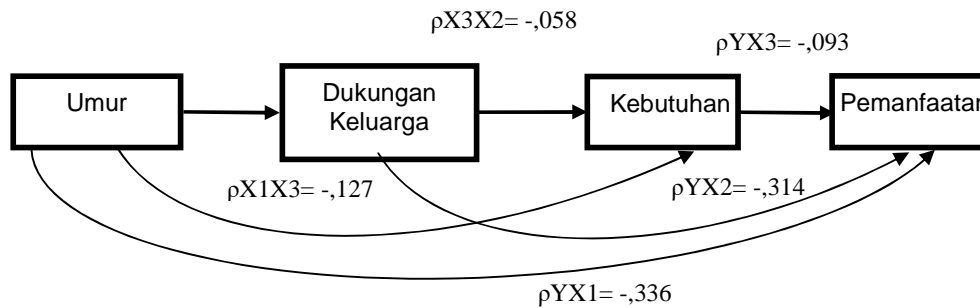 ρX3X2= -,058
ρYX3= -,093
Umur
Dukungan
Keluarga
Kebutuhan
Pemanfaatan
ρX1X3= -,127
ρYX2= -,314
ρYX1= -,336